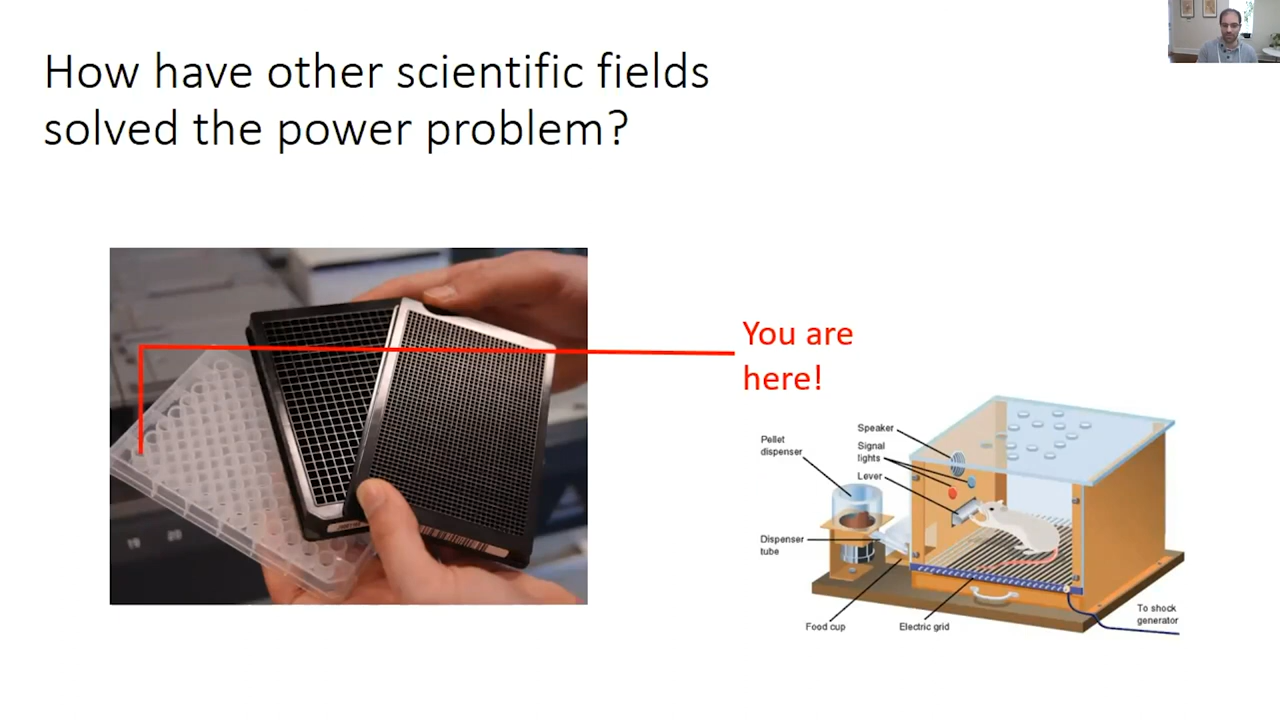 How have other scientific fields
solved the power problem?
You are
here!
Speaker
Pellet
dispenser
Signal
lights
Lever
Dispenser
tube
Food cup
Electric grid
To shock
generator